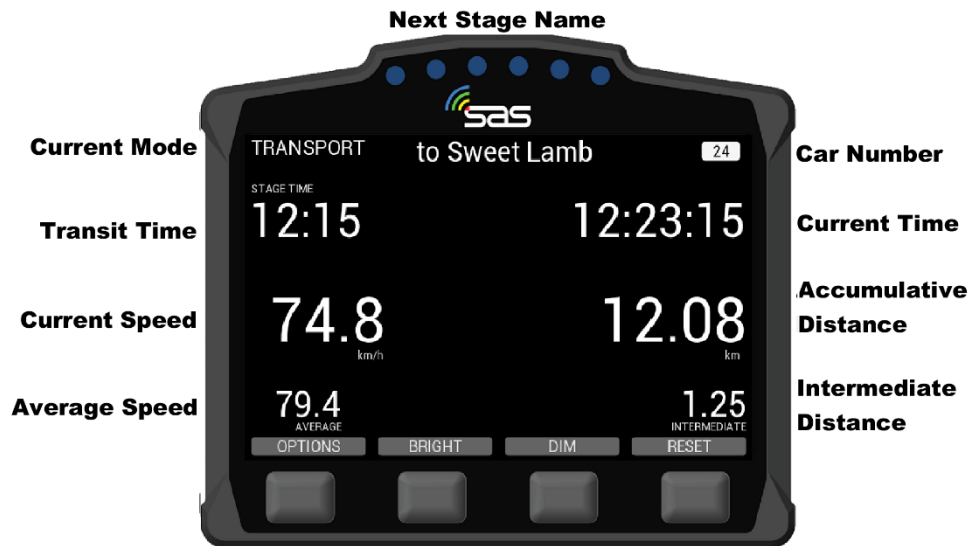 Next Stage Name
sas
Current Mode
TRANSPORT
to Sweet Lamb
24
Car Number
STAGE TIME
Transit Time
12:15
12:23:15
Current Time
Current Speed
74.8
km/h
12.08
km
Accumulative
Distance
Average Speed
79.4
AVERAGE
1.25
INTERMEDIATE
Intermediate
Distance
OPTIONS
BRIGHT
DIM
RESET